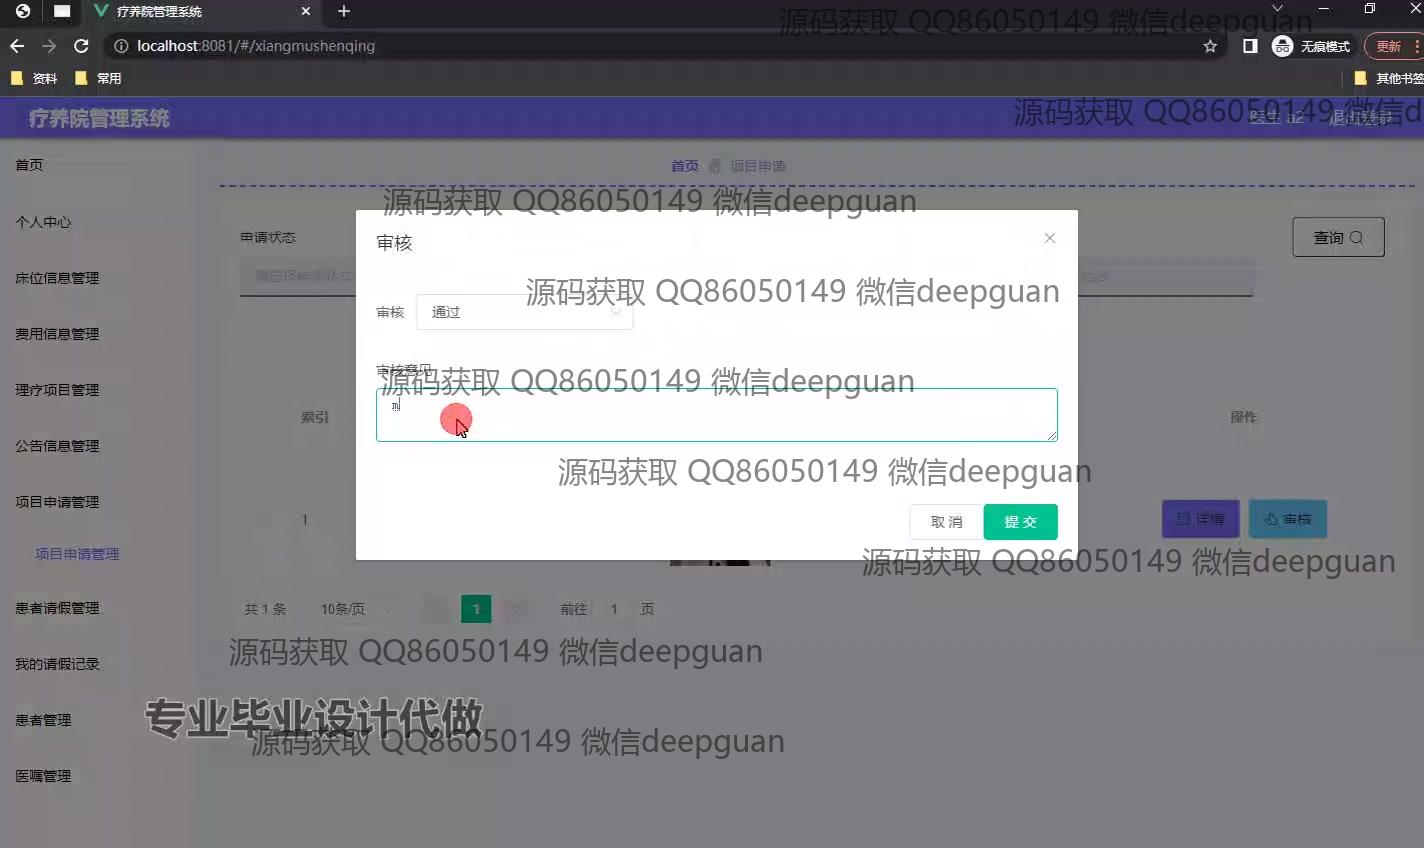 疗养院管理系统
源码获取 QQ86050149 微信deepguan
localhost:8081/#/xiangmushenqing
无痕模式
更新
资料
常用
其他书签
疗养院管理系统
源码获取 QQ86050149 微信d
医生 a2
退出登录
首页
首页
项目申请
源码获取 QQ86050149 微信deepguan
个人中心
申请状态
审核
查询
床位信息管理
源码获取 QQ86050149 微信deepguan
审核
通过
费用信息管理
审核意见
源码获取 QQ86050149 微信deepguan
理疗项目管理
索引
操作
公告信息管理
源码获取 QQ86050149 微信deepguan
项目申请管理
1
取消
提交
详情
审核
项目申请管理
源码获取 QQ86050149 微信deepguan
患者请假管理
共 1 条
10条/页
1
前往
1
页
源码获取 QQ86050149 微信deepguan
我的请假记录
患者管理
专业毕业设计代做
源码获取 QQ86050149 微信deepguan
医嘱管理